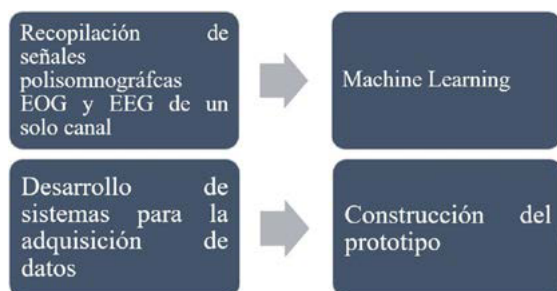 Recopilación de
señales
polisomnográfcas
EOG y EEG de un
solo canal
Machine Learning
Desarrollo de
sistemas para la
adquisición de
datos
Construcción del
prototipo